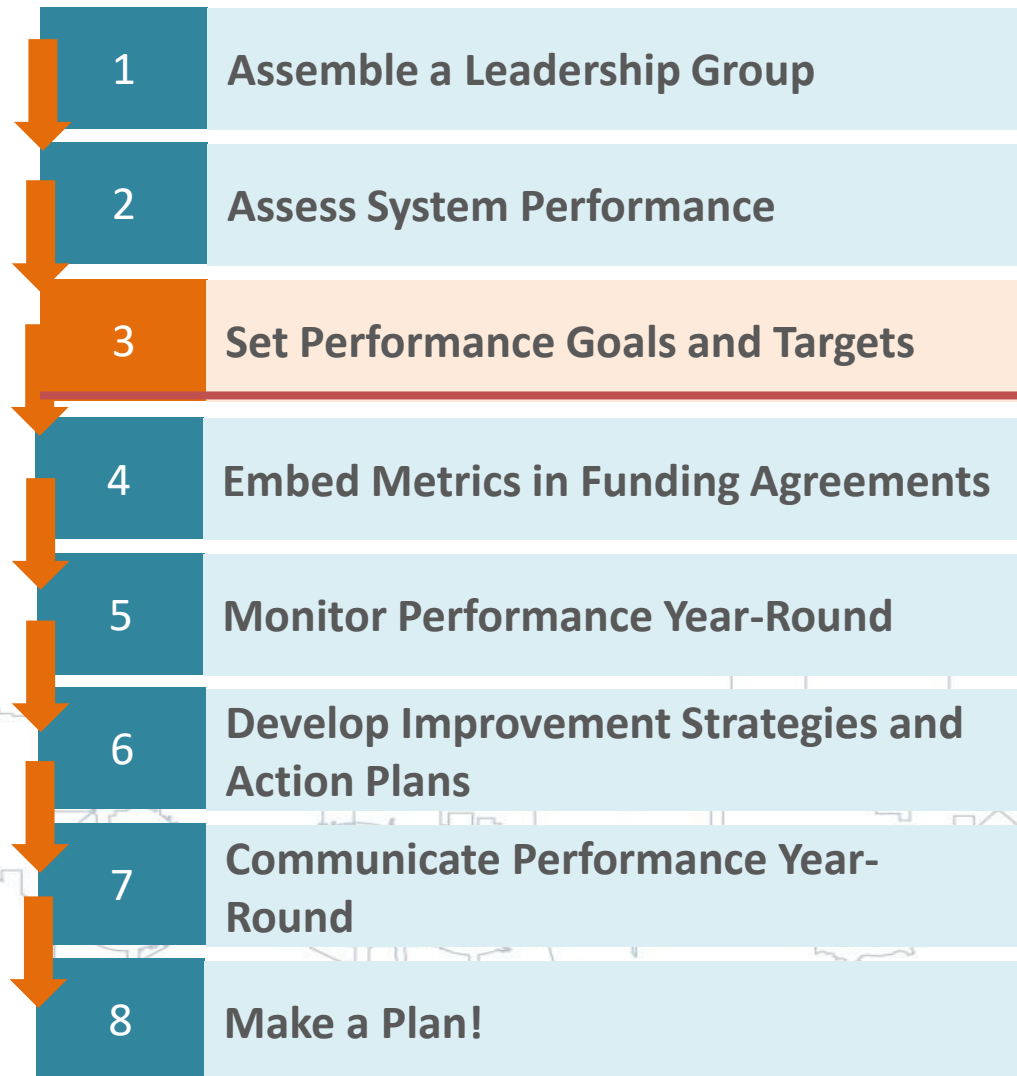 1 Assemble a Leadership Group
2 Assess System Performance
3 Set Performance Goals and Targets
4 Embed Metrics in Funding Agreements
5 Monitor Performance Year-Round
6 Develop Improvement Strategies and
Action Plans
7 Communicate Performance Year-
Round
8 Make a Plan!